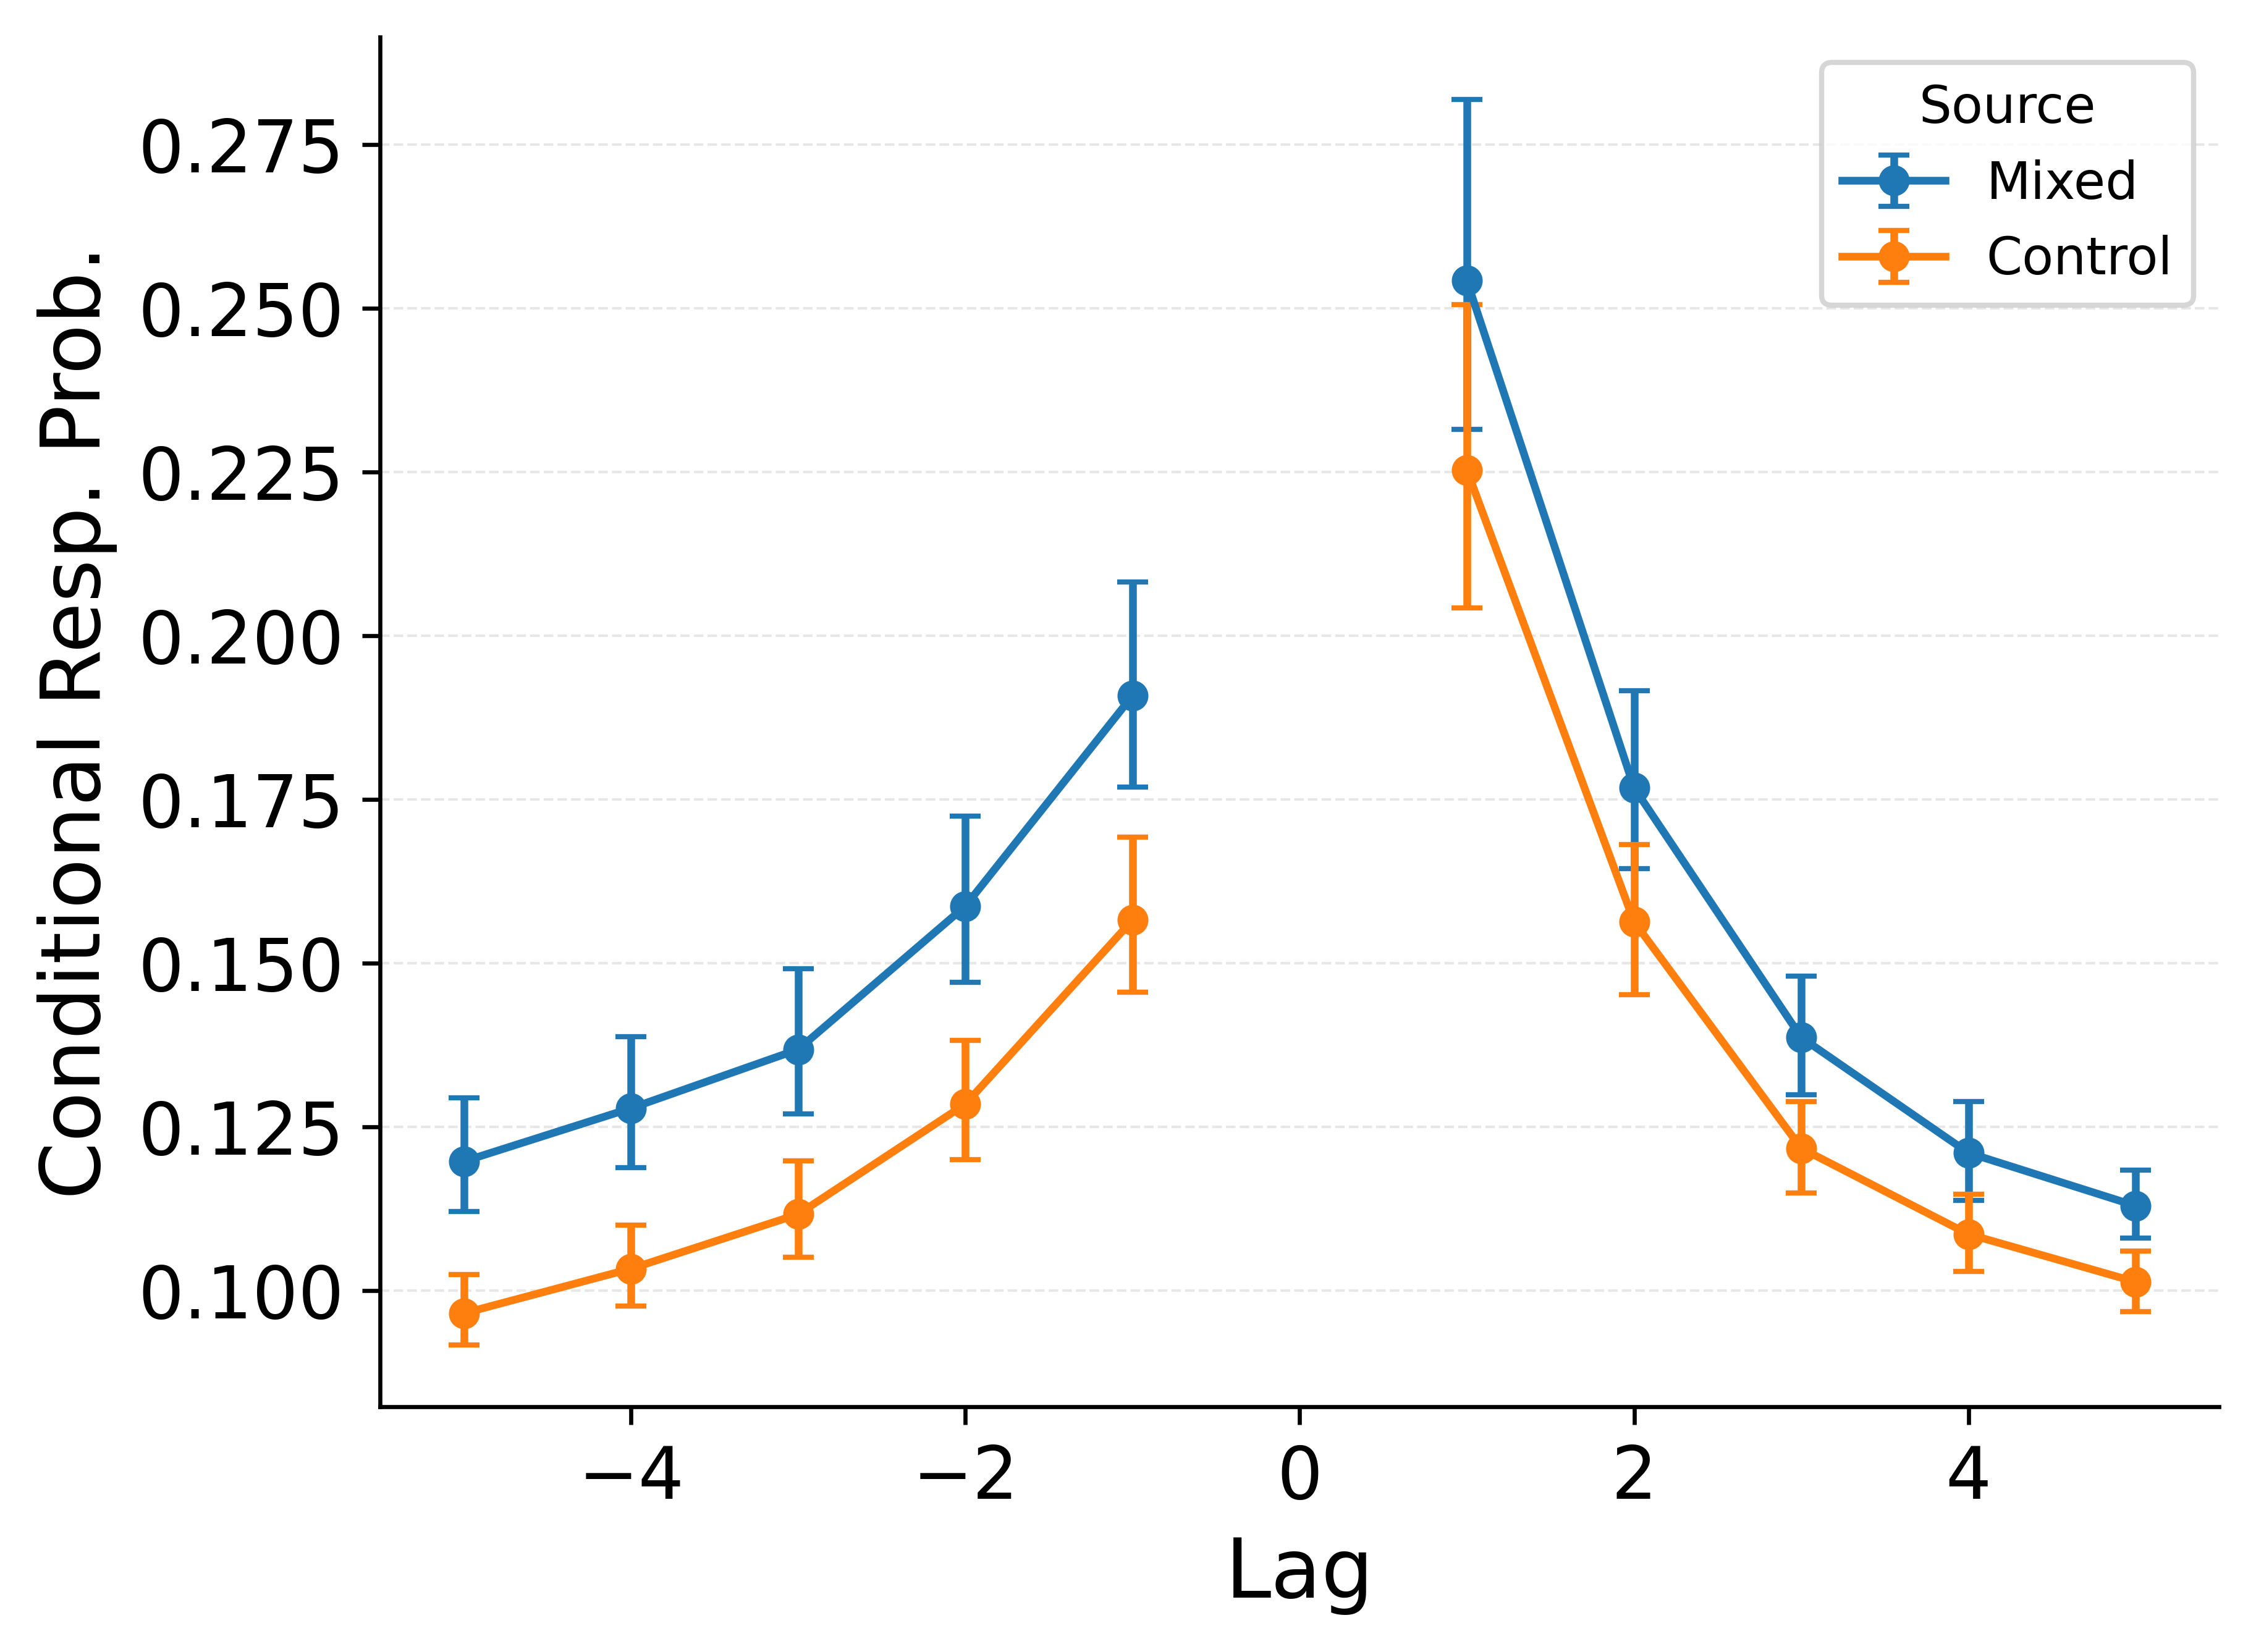 Conditional Resp. Prob.
0.275
0.250
0.225
0.200
0.175
0.150
0.125
0.100
Source
Mixed
Control
−4 −2 0 2 4
Lag